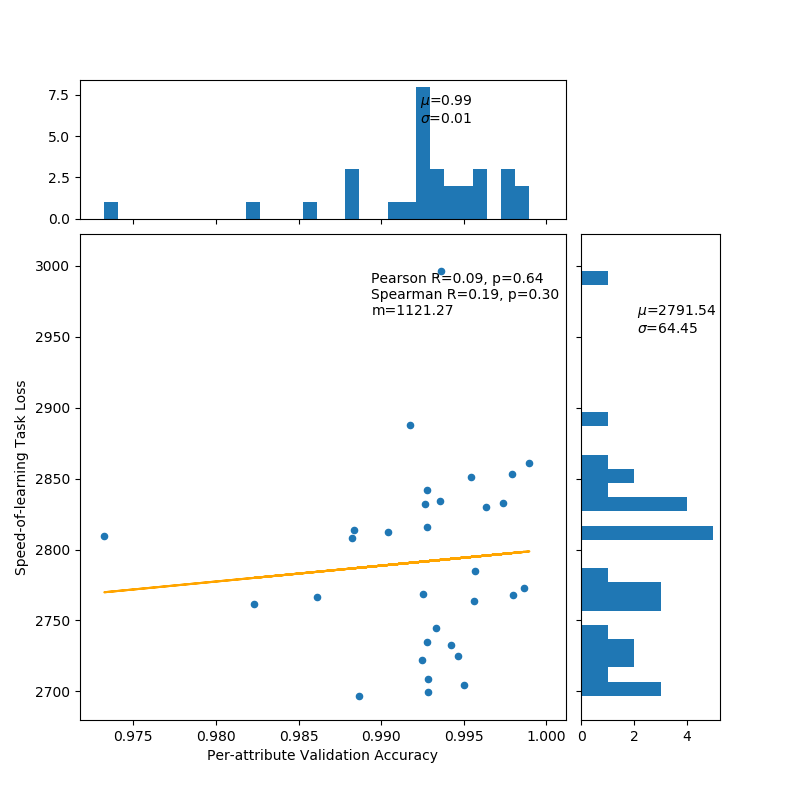 7.5
5.0
2.5
0.0
μ=0.99
σ=0.01
3000
2950
2900
2850
2800
2750
2700
Speed-of-learning Task Loss
Pearson R=0.09, p=0.64
Spearman R=0.19, p=0.30
m=1121.27
0.975 0.980 0.985 0.990 0.995 1.000
Per-attribute Validation Accuracy
μ=2791.54
σ=64.45
0 2 4